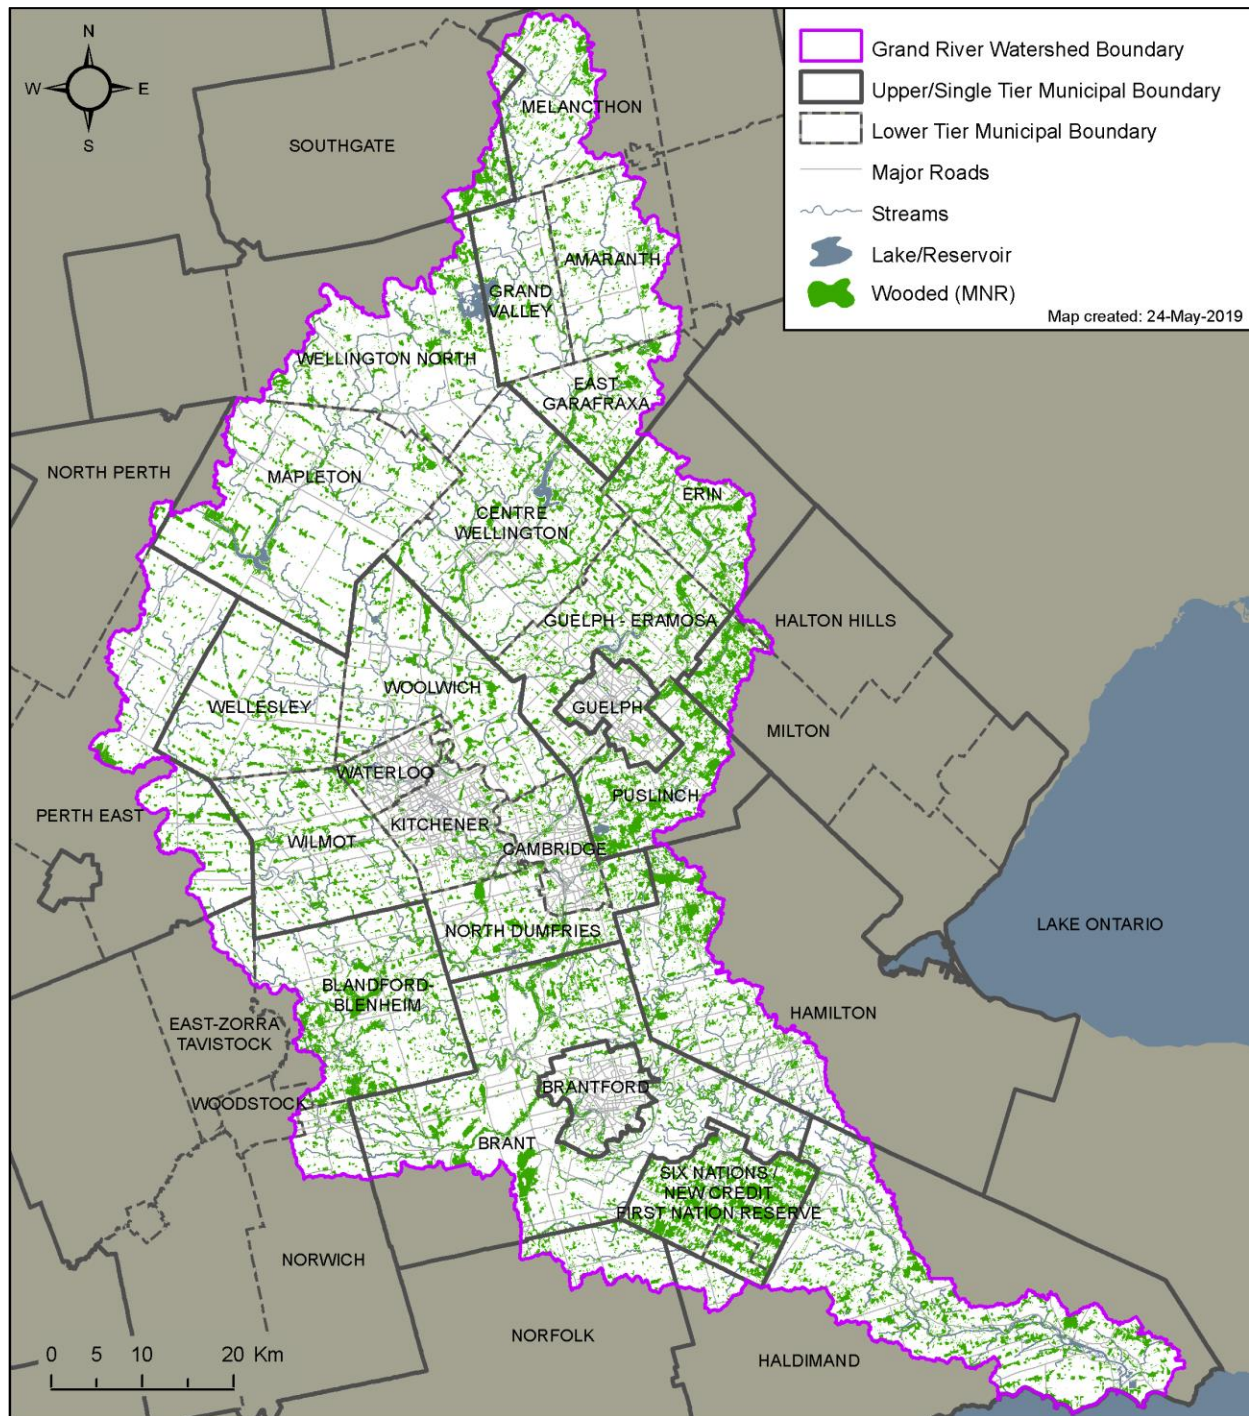 N
W E
S
Grand River Watershed Boundary
Upper/Single Tier Municipal Boundary
Lower Tier Municipal Boundary
Major Roads
Streams
Lake/Reservoir
Wooded (MNR)
Map created: 24-May-2019
MELANCTHON
SOUTHGATE
AMARANTH
GRAND
VALLEY
WELLINGTON NORTH
EAST
GARAFRAXA
NORTH PERTH
MAPLETON
ERIN
CENTRE
WELLINGTON
GUELPH - ERAMOSA
HALTON HILLS
WOOLWICH
WELLESLEY
GUELPH
MILTON
WATERLOO
PUSLINCH
PERTH EAST
KITCHENER
WILMOT
CAMBRIDGE
LAKE ONTARIO
NORTH DUMFRIES
BLANDFORD-
BLENHEIM
HAMILTON
EAST-ZORRA
TAVISTOCK
BRANTFORD
WOODSTOCK
BRANT
SIX NATIONS /
NEW CREDIT
FIRST NATION RESERVE
NORWICH
NORFOLK
HALDIMAND
0 5 10 20 Km